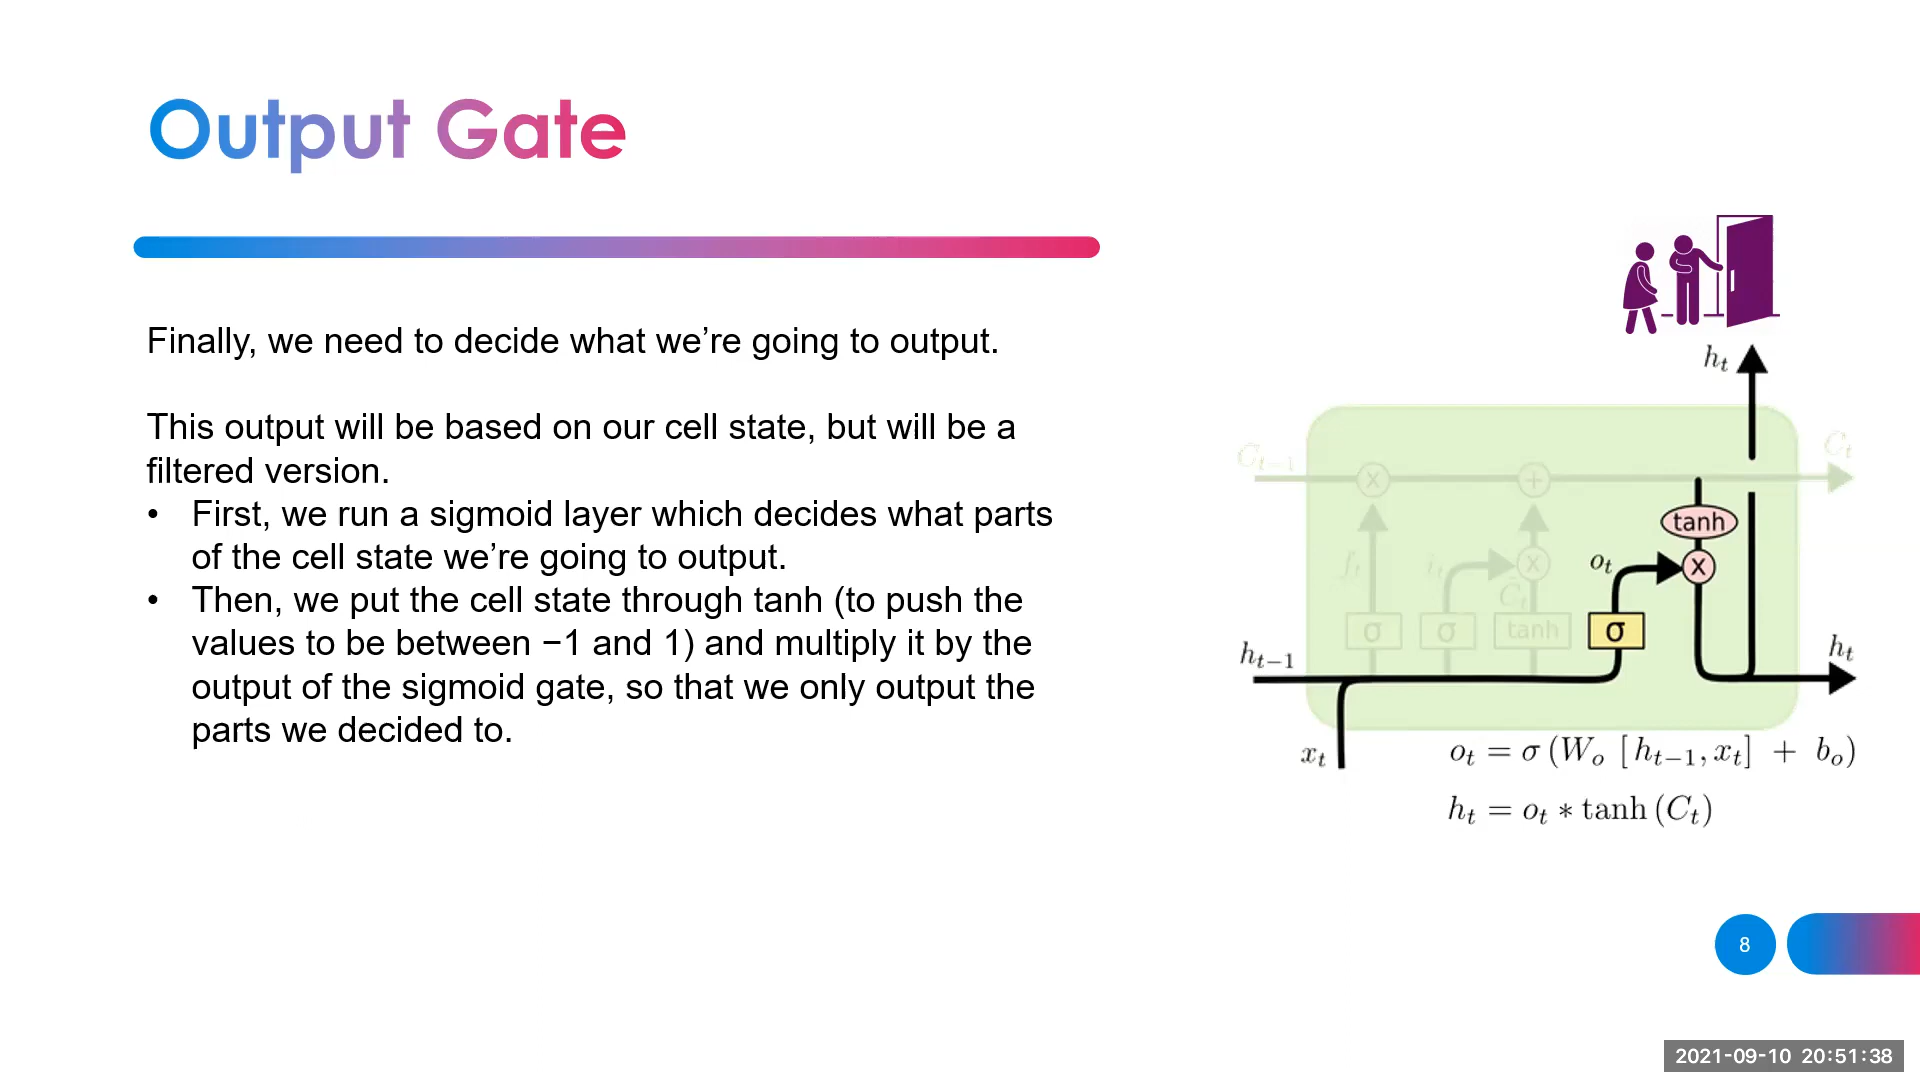 Output Gate
Finally, we need to decide what we’re going to output.
This output will be based on our cell state, but will be a
filtered version.
• First, we run a sigmoid layer which decides what parts
of the cell state we’re going to output.
• Then, we put the cell state through tanh (to push the
values to be between −1 and 1) and multiply it by the
output of the sigmoid gate, so that we only output the
parts we decided to.
h_t
C_{t−1}
C_t
x
+
tanh
f_t
i_t
x
C̃_t
o_t
x
σ
σ
tanh
σ
h_{t−1}
h_t
x_t
o_t = σ (W_o [h_{t−1}, x_t] + b_o)
h_t = o_t * tanh (C_t)
8
2021-09-10 20:51:38